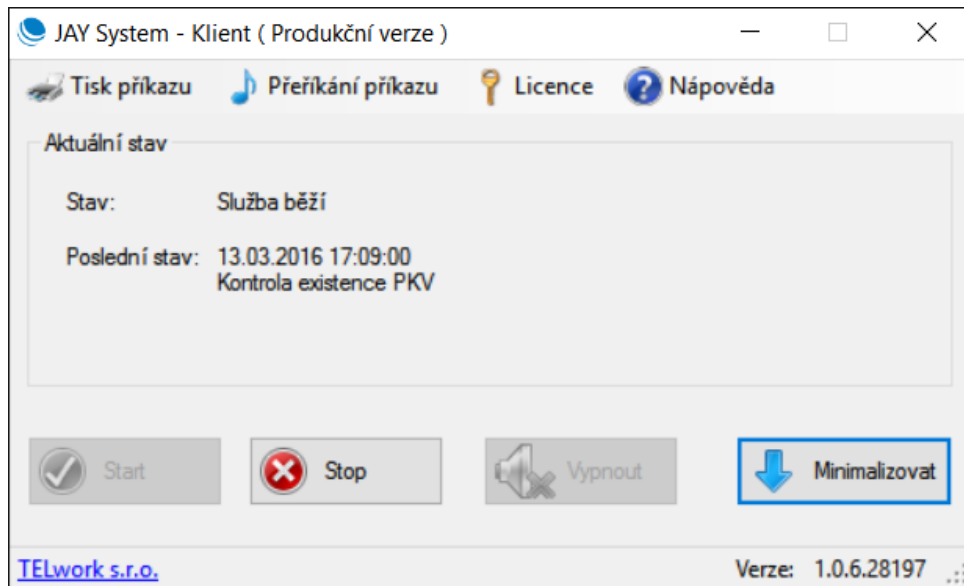 JAY System - Klient ( Produkční verze )
Tisk příkazu Přeříkání příkazu Licence Nápověda
Aktuální stav
Stav: Služba běží
Poslední stav: 13.03.2016 17:09:00
Kontrola existence PKV
Start Stop Vypnout Minimalizovat
TELwork s.r.o. Verze: 1.0.6.28197